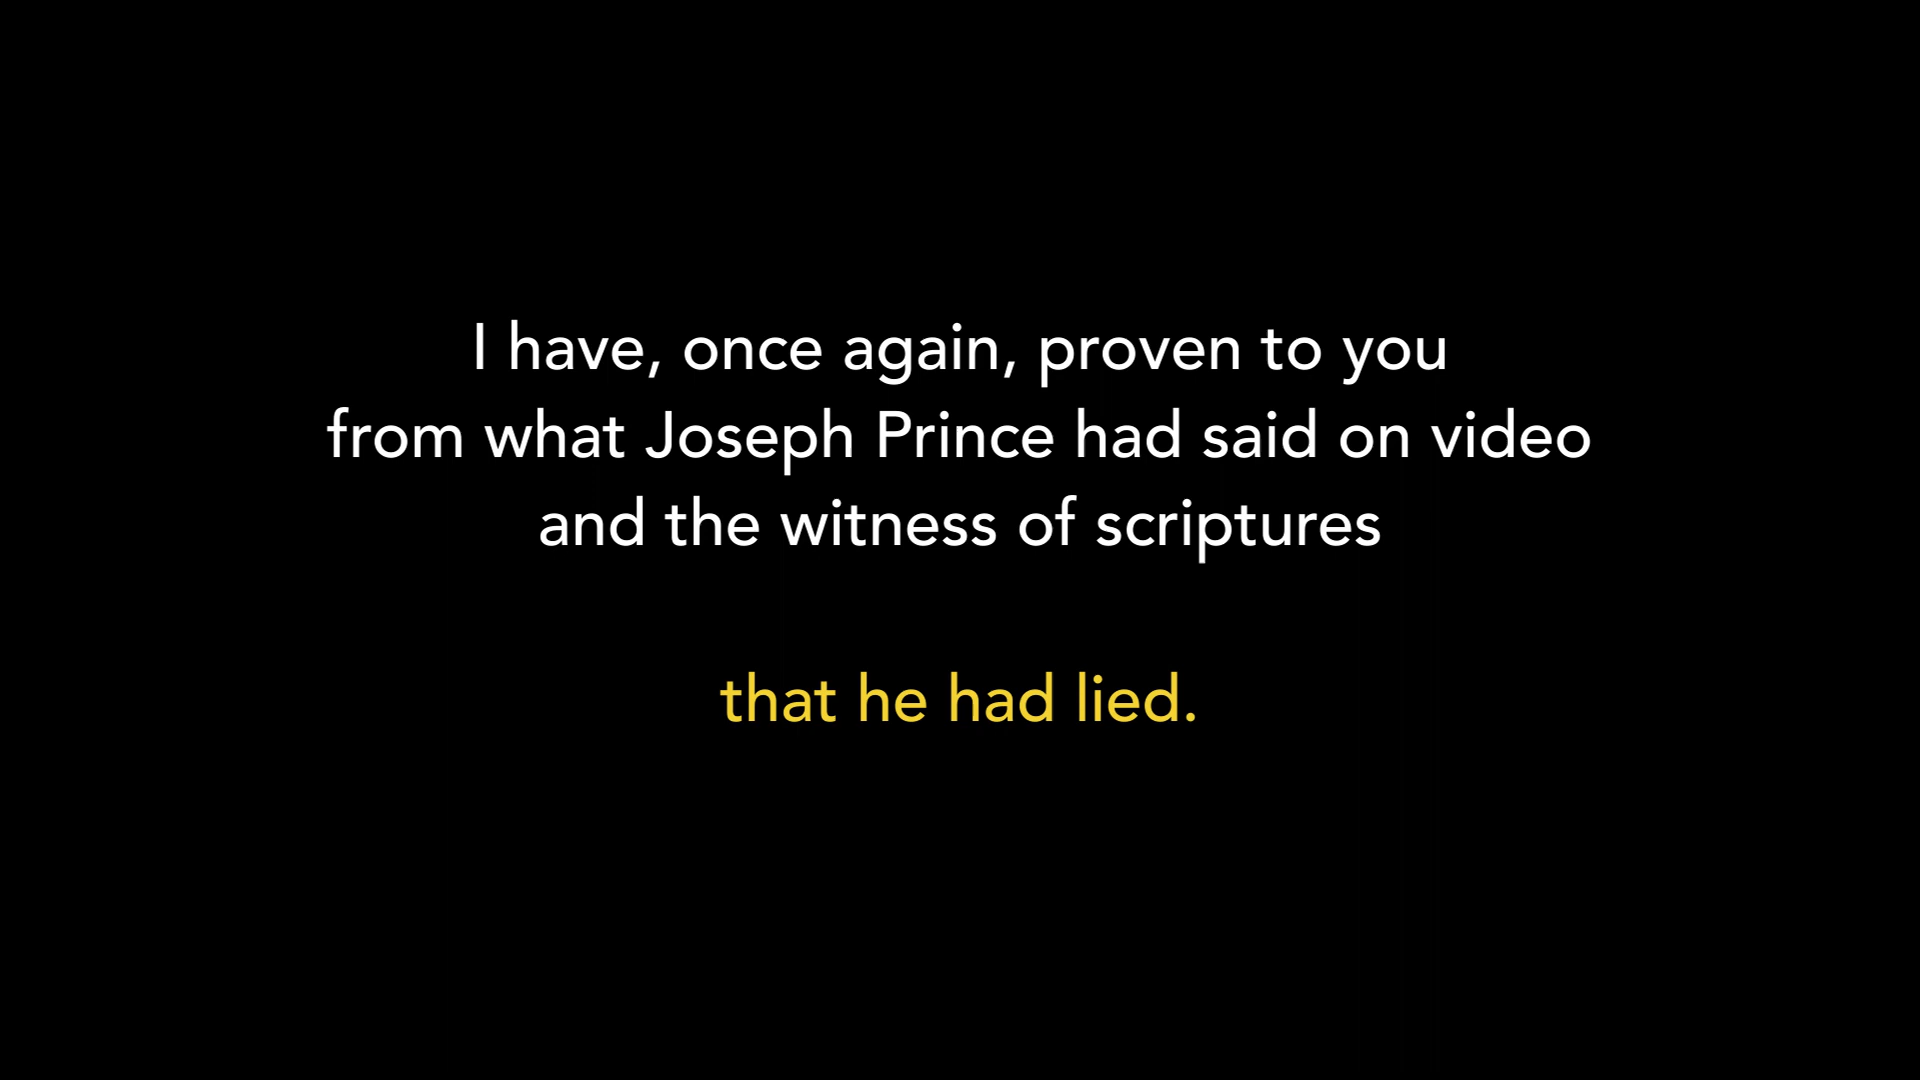 I have, once again, proven to you
from what Joseph Prince had said on video
and the witness of scriptures
that he had lied.